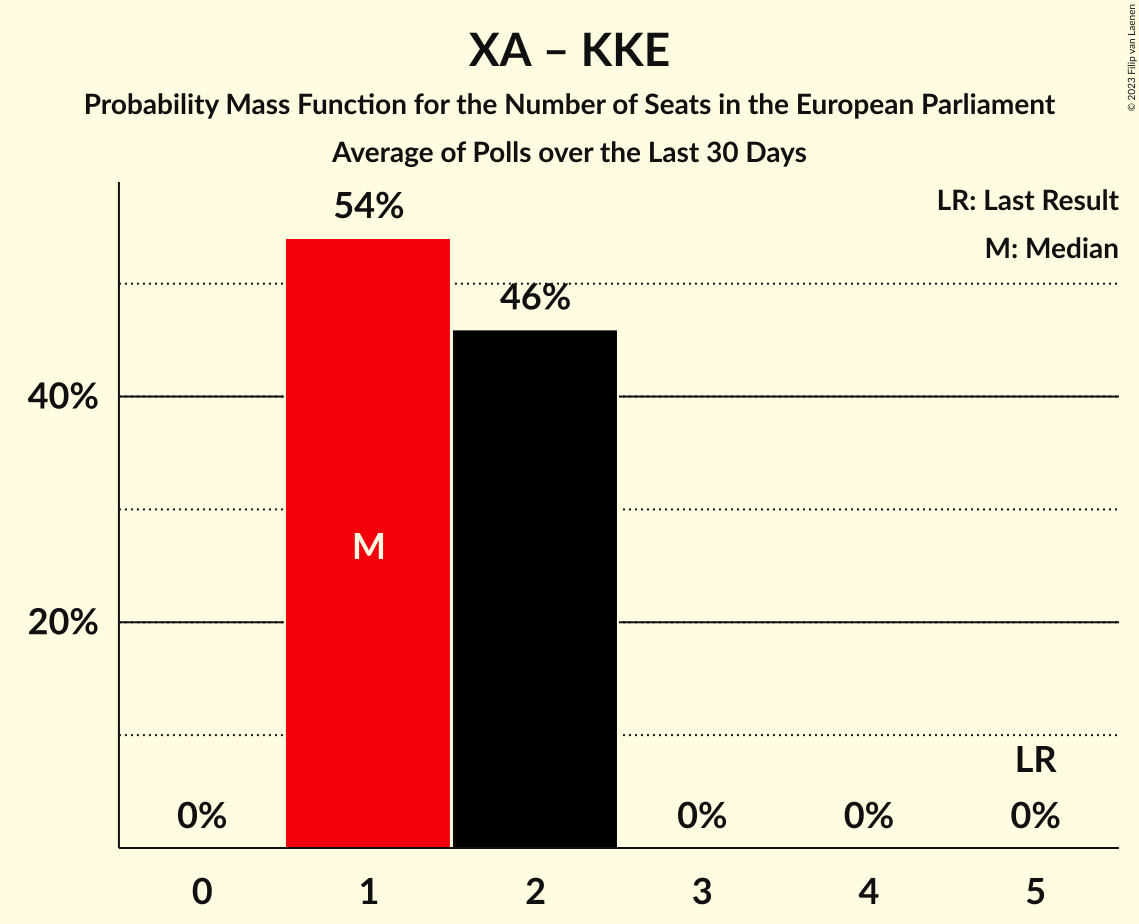 XA – KKE
Probability Mass Function for the Number of Seats in the European Parliament
Average of Polls over the Last 30 Days
© 2023 Filip van Laenen
LR: Last Result
M: Median
54%
46%
40%
M
20%
LR
0%
0%
0%
0%
0 1 2 3 4 5